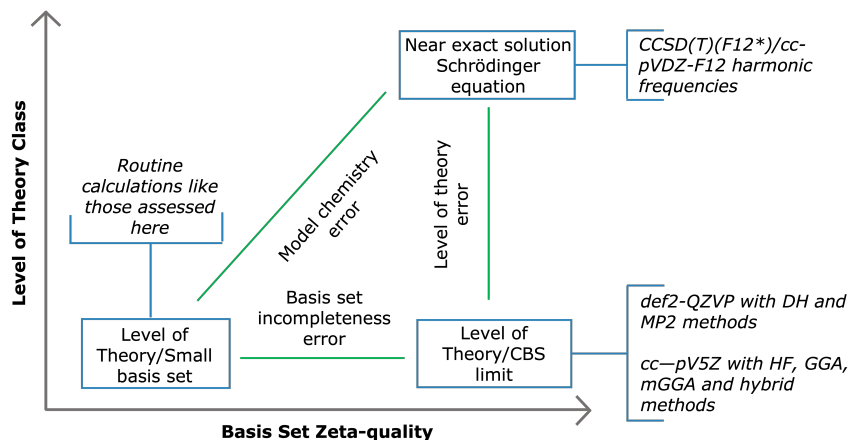 Level of Theory Class
Near exact solution
Schrödinger
equation
CCSD(T)(F12*)/cc-
pVDZ-F12 harmonic
frequencies
Routine
calculations like
those assessed
here
Model chemistry
error
Level of theory
error
Basis set
incompleteness
error
Level of
Theory/Small
basis set
Level of
Theory/CBS
limit
def2-QZVP with DH and
MP2 methods
cc—pV5Z with HF, GGA,
mGGA and hybrid
methods
Basis Set Zeta-quality